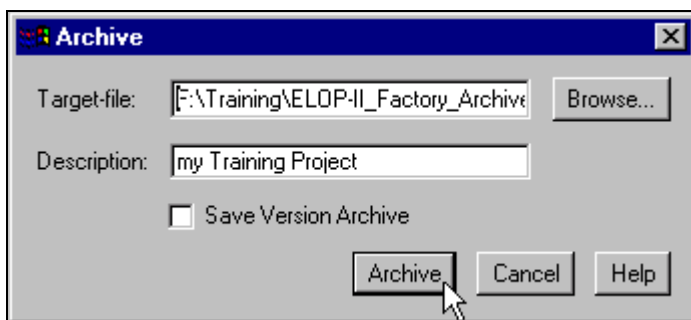 Archive
Target-file: F:\Training\ELOP-II_Factory_Archive Browse...
Description: my Training Project
Save Version Archive
Archive Cancel Help